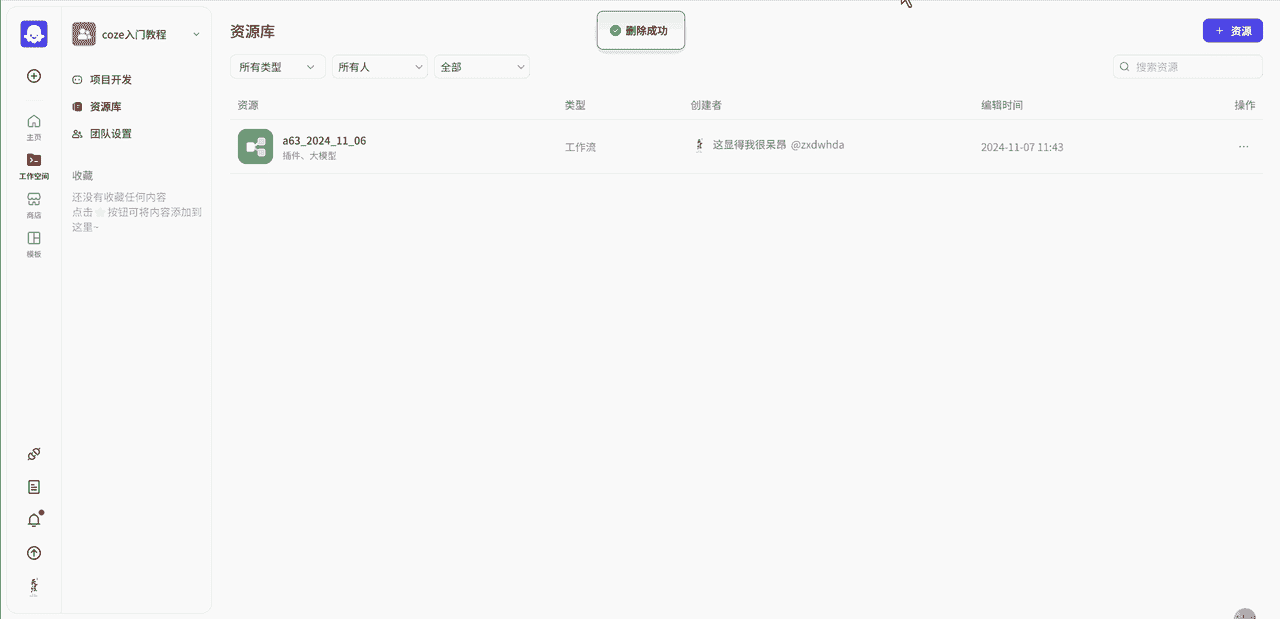 coze入门教程
项目开发
资源库
团队设置
收藏
还没有收藏任何内容
点击 按钮可将内容添加到
这里~
主页
工作空间
商店
模板
资源库
删除成功
+ 资源
所有类型
所有人
全部
搜索资源
资源 类型 创建者 编辑时间 操作
a63_2024_11_06
插件、大模型
工作流
这显得我很呆昂 @zxdwhda
2024-11-07 11:43
···